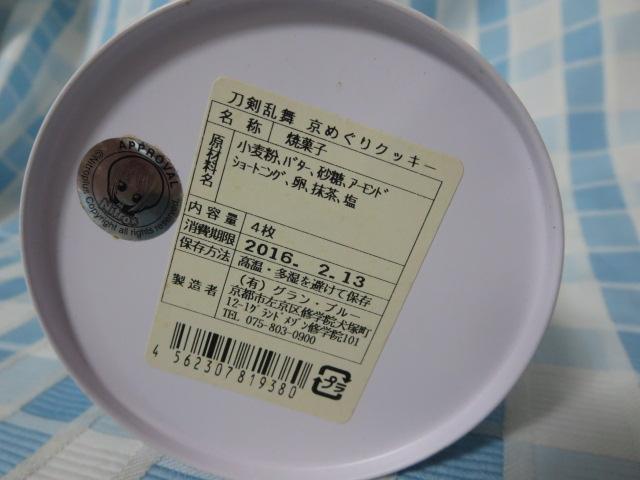 刀剣乱舞 京めぐりクッキー
名称 焼菓子
原材料名 小麦粉、バター、砂糖、アーモンド
ショートニング、卵、抹茶、塩
内容量 4枚
消費期限 2016. 2.13
保存方法 高温・多湿を避けて保存
製造者 (有)グラン・ブルー
京都市左京区修学院犬塚町
12-1グランドメゾン修学院101
TEL 075-803-0900
4 562307 819380
プラ
APPROVAL
Nitroplus
Copyright all rights reserved